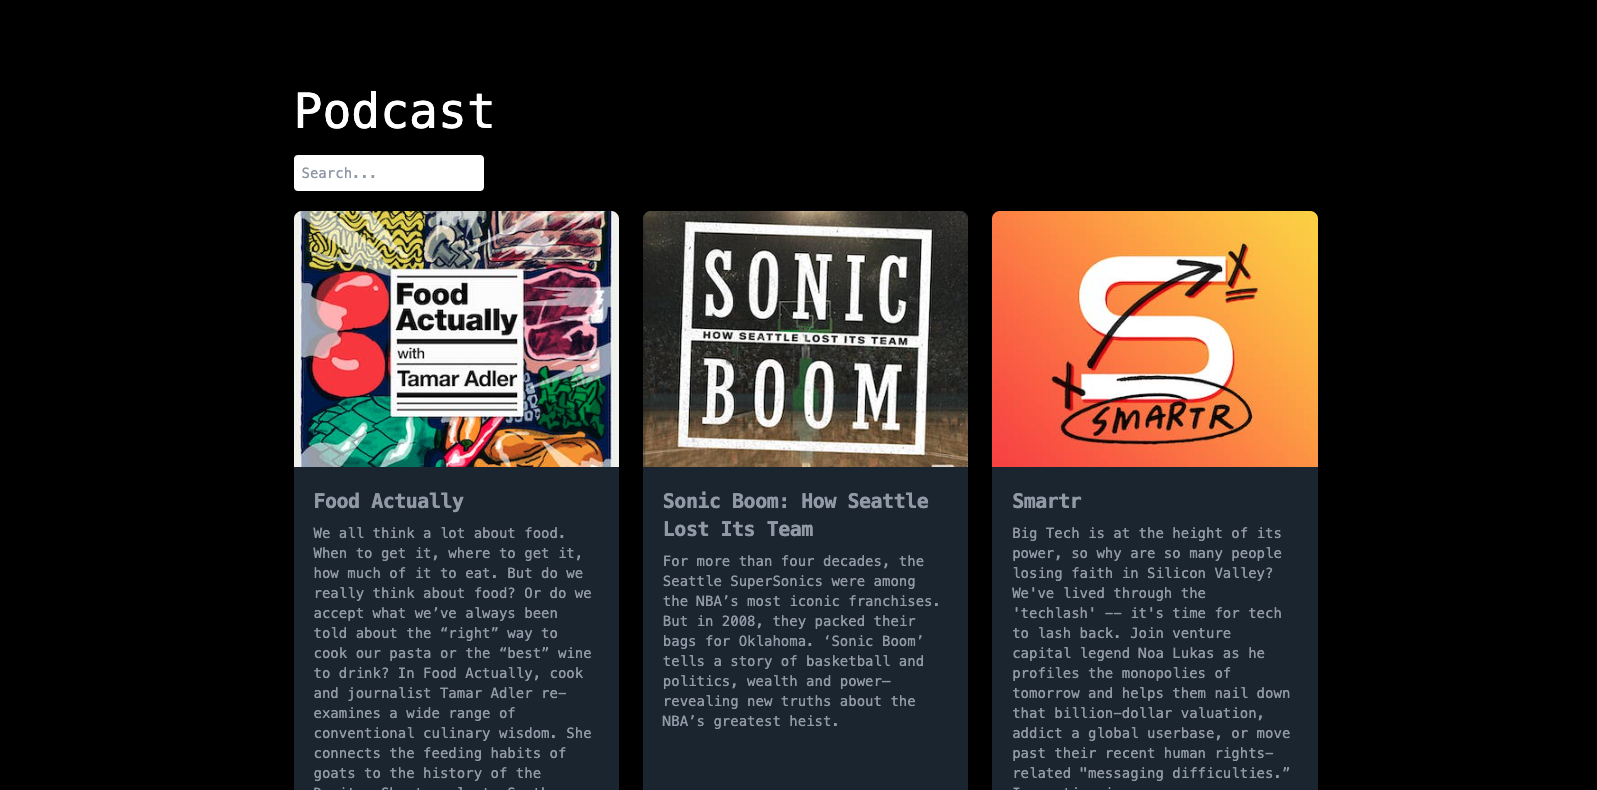 Podcast
Search...
Food
Actually
with
Tamar Adler
SONIC
HOW SEATTLE LOST ITS TEAM
BOOM
S
X
X
SMARTR
Food Actually
We all think a lot about food.
When to get it, where to get it,
how much of it to eat. But do we
really think about food? Or do we
accept what we’ve always been
told about the “right” way to
cook our pasta or the “best” wine
to drink? In Food Actually, cook
and journalist Tamar Adler re-
examines a wide range of
conventional culinary wisdom. She
connects the feeding habits of
goats to the history of the
Sonic Boom: How Seattle
Lost Its Team
For more than four decades, the
Seattle SuperSonics were among
the NBA’s most iconic franchises.
But in 2008, they packed their
bags for Oklahoma. ‘Sonic Boom’
tells a story of basketball and
politics, wealth and power—
revealing new truths about the
NBA’s greatest heist.
Smartr
Big Tech is at the height of its
power, so why are so many people
losing faith in Silicon Valley?
We've lived through the
'techlash' -- it's time for tech
to lash back. Join venture
capital legend Noa Lukas as he
profiles the monopolies of
tomorrow and helps them nail down
that billion-dollar valuation,
addict a global userbase, or move
past their recent human rights-
related "messaging difficulties.”